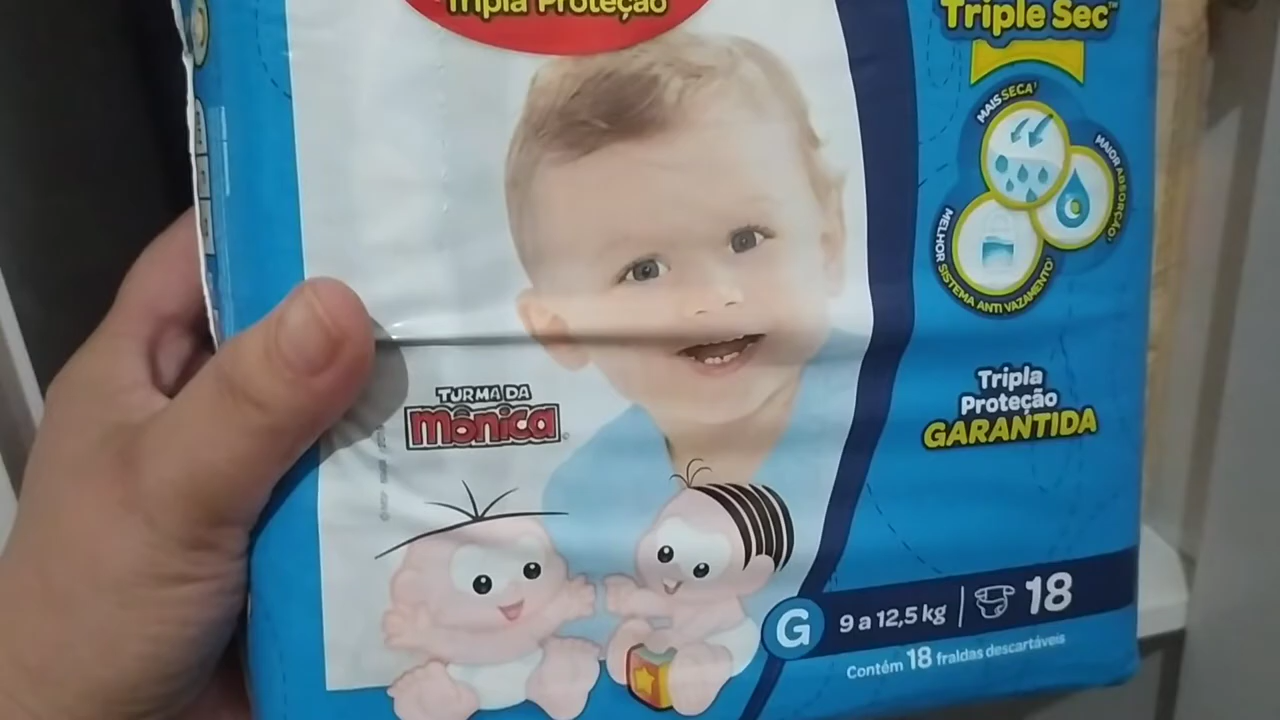 Tripla Proteção
Triple Sec™
MAIS SECA!
MAIOR ABSORÇÃO!
MELHOR SISTEMA ANTI VAZAMENTO!
Tripla
Proteção
GARANTIDA
TURMA DA
Mônica
G
9 a 12,5 kg | 18
Contém 18 fraldas descartáveis